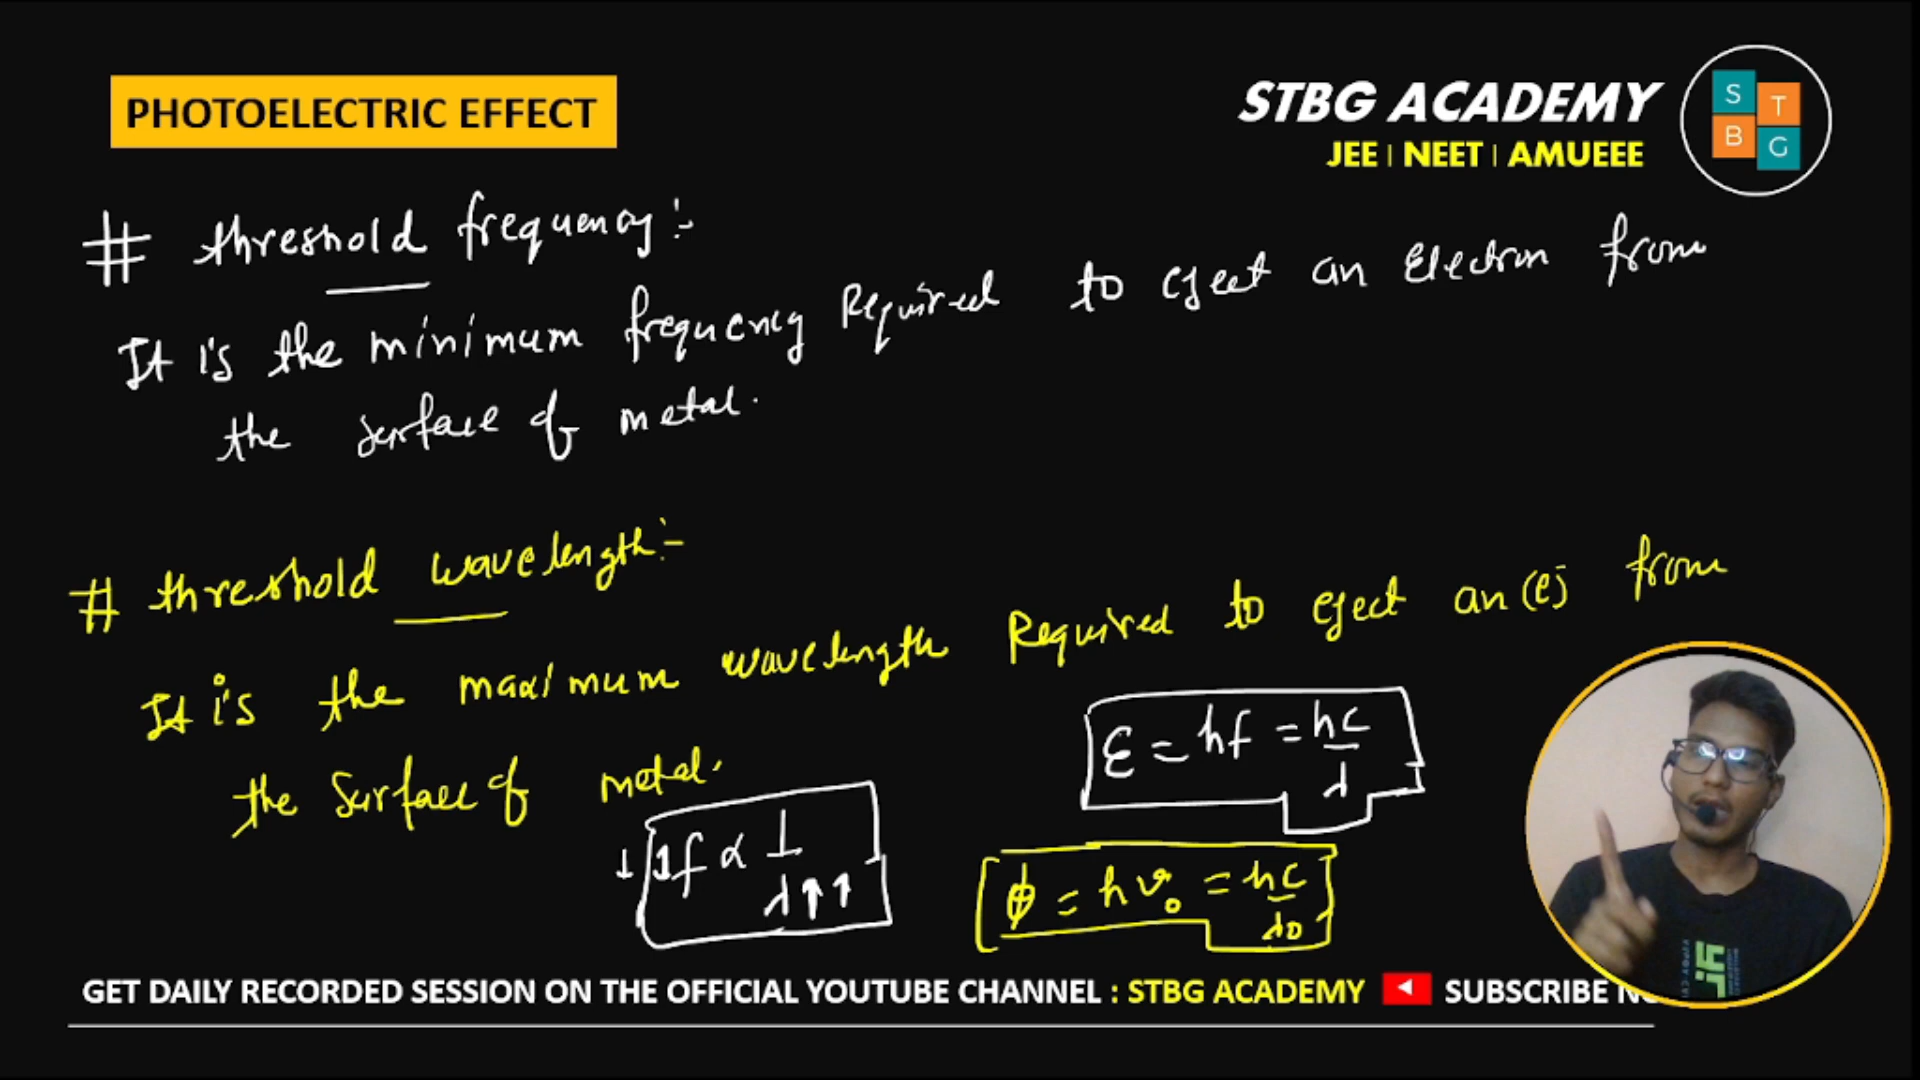 PHOTOELECTRIC EFFECT
STBG ACADEMY
JEE | NEET | AMUEEE
S T
B G
# threshold frequency:-
It is the minimum frequency Required to eject an Electron from
the surface of metal.
# threshold wavelength:-
It is the maximum wavelength Required to eject an (e) from
the Surface of metal.
E = hf = hc/λ
↓ 1f ∝ 1/λ↑↑
ϕ = hν₀ = hc/λ₀
GET DAILY RECORDED SESSION ON THE OFFICIAL YOUTUBE CHANNEL : STBG ACADEMY SUBSCRIBE